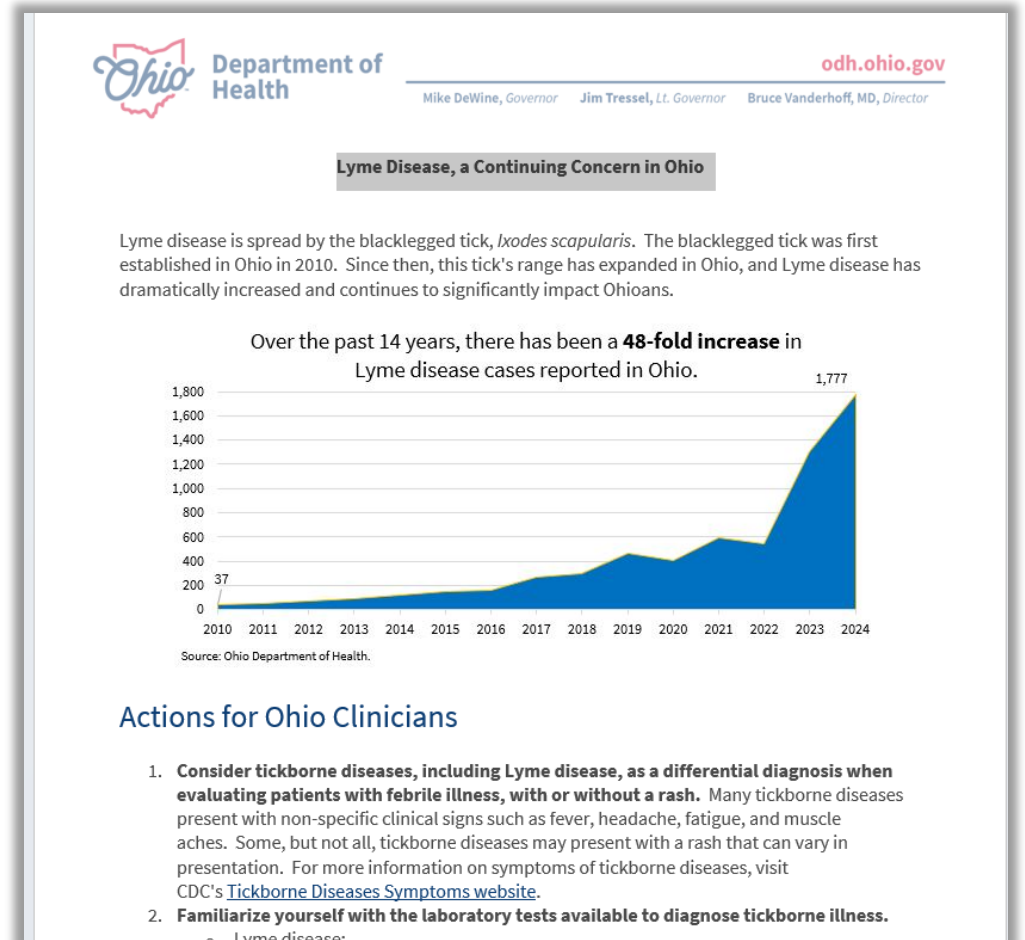 Ohio
Department of
Health
odh.ohio.gov
Mike DeWine, Governor Jim Tressel, Lt. Governor Bruce Vanderhoff, MD, Director
Lyme Disease, a Continuing Concern in Ohio
Lyme disease is spread by the blacklegged tick, Ixodes scapularis. The blacklegged tick was first
established in Ohio in 2010. Since then, this tick's range has expanded in Ohio, and Lyme disease has
dramatically increased and continues to significantly impact Ohioans.
Over the past 14 years, there has been a 48-fold increase in
Lyme disease cases reported in Ohio.
1,777
1,800
1,600
1,400
1,200
1,000
800
600
400
200
37
0
2010 2011 2012 2013 2014 2015 2016 2017 2018 2019 2020 2021 2022 2023 2024
Source: Ohio Department of Health.
Actions for Ohio Clinicians
1. Consider tickborne diseases, including Lyme disease, as a differential diagnosis when
evaluating patients with febrile illness, with or without a rash. Many tickborne diseases
present with non-specific clinical signs such as fever, headache, fatigue, and muscle
aches. Some, but not all, tickborne diseases may present with a rash that can vary in
presentation. For more information on symptoms of tickborne diseases, visit
CDC's Tickborne Diseases Symptoms website.
2. Familiarize yourself with the laboratory tests available to diagnose tickborne illness.
Lyme disease: